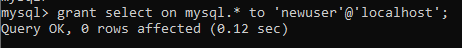 mysql> grant select on mysql.* to 'newuser'@'localhost';
Query OK, 0 rows affected (0.12 sec)